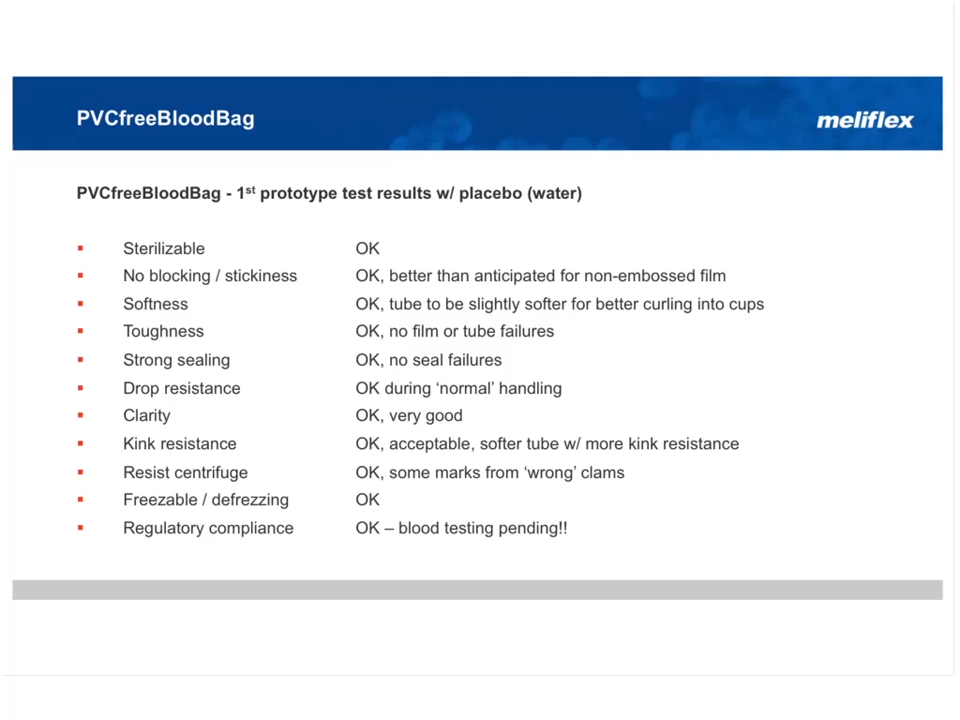 PVCfreeBloodBag
meliflex
PVCfreeBloodBag - 1st prototype test results w/ placebo (water)
▪ Sterilizable OK
▪ No blocking / stickiness OK, better than anticipated for non-embossed film
▪ Softness OK, tube to be slightly softer for better curling into cups
▪ Toughness OK, no film or tube failures
▪ Strong sealing OK, no seal failures
▪ Drop resistance OK during ‘normal’ handling
▪ Clarity OK, very good
▪ Kink resistance OK, acceptable, softer tube w/ more kink resistance
▪ Resist centrifuge OK, some marks from ‘wrong’ clams
▪ Freezable / defrezzing OK
▪ Regulatory compliance OK – blood testing pending!!